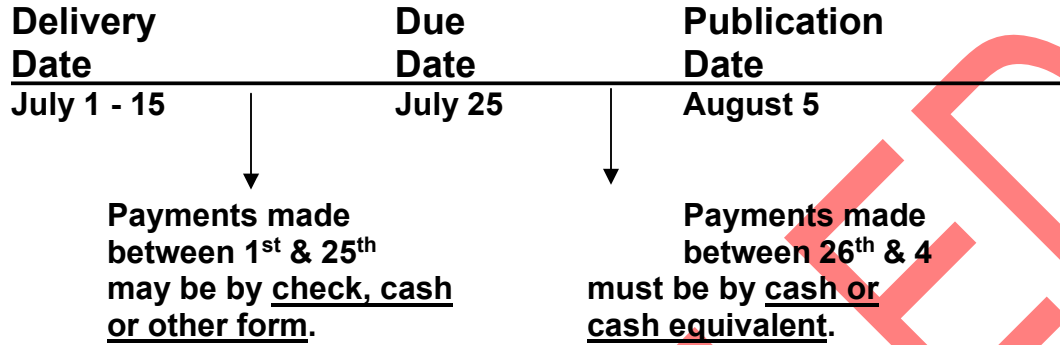 Delivery Date
Due Date
Publication Date
July 1 - 15
July 25
August 5
Payments made
between 1st & 25th
may be by check, cash
or other form.
Payments made
between 26th & 4
must be by cash or
cash equivalent.